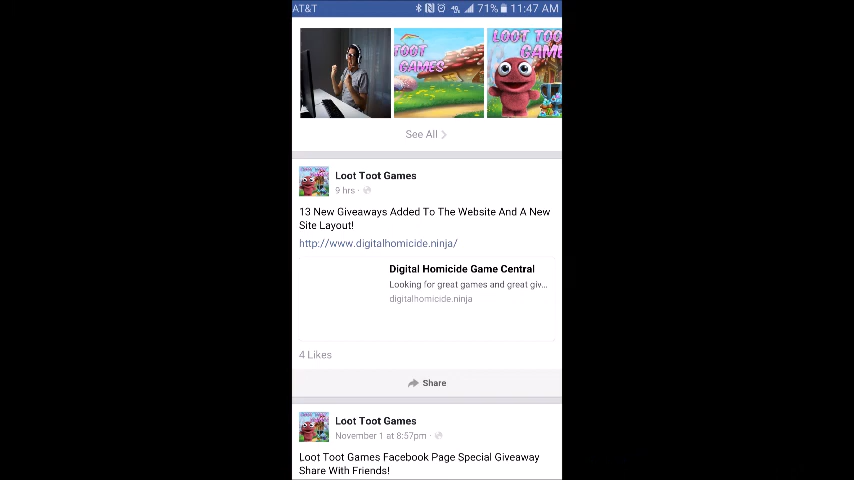 AT&T 71% 11:47 AM
TOOT
GAMES
LOOT TOO
GAM
See All
Loot Toot Games
9 hrs ·
13 New Giveaways Added To The Website And A New
Site Layout!
http://www.digitalhomicide.ninja/
Digital Homicide Game Central
Looking for great games and great giv...
digitalhomicide.ninja
4 Likes
Share
Loot Toot Games
November 1 at 8:57pm ·
Loot Toot Games Facebook Page Special Giveaway
Share With Friends!